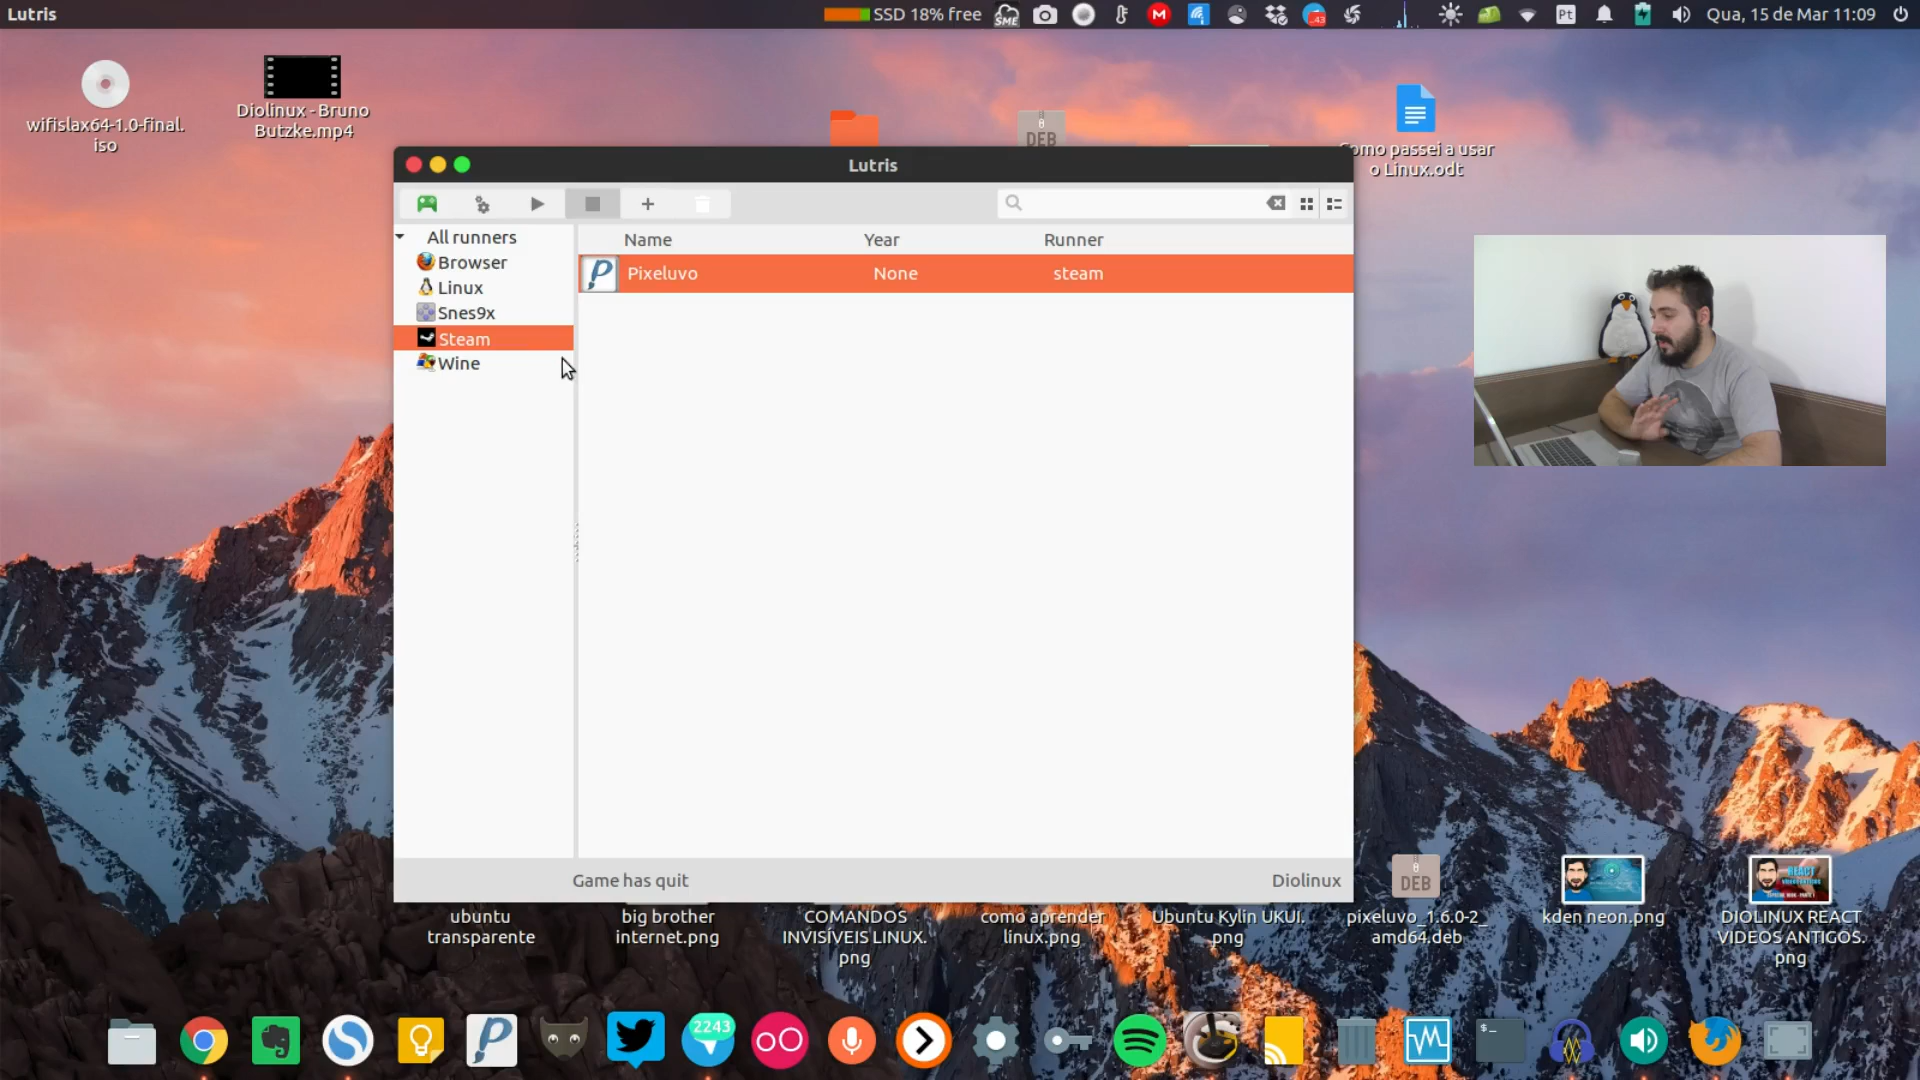 Lutris
SSD 18% free
SME
M
43
Pt
Qua, 15 de Mar 11:09
wifislax64-1.0-final.
iso
Diolinux - Bruno
Butzke.mp4
DEB
omo passei a usar
o Linux.odt
Lutris
All runners
Browser
Linux
Snes9x
Steam
Wine
Name
Year
Runner
Pixeluvo
None
steam
Game has quit
Diolinux
ubuntu
transparente
big brother
internet.png
COMANDOS
INVISÍVEIS LINUX.
png
como aprender
linux.png
Ubuntu Kylin UKUI.
png
DEB
pixeluvo_1.6.0-2_
amd64.deb
kden neon.png
REACT
DIOLINUX REACT
VIDEOS ANTIGOS.
png
2243